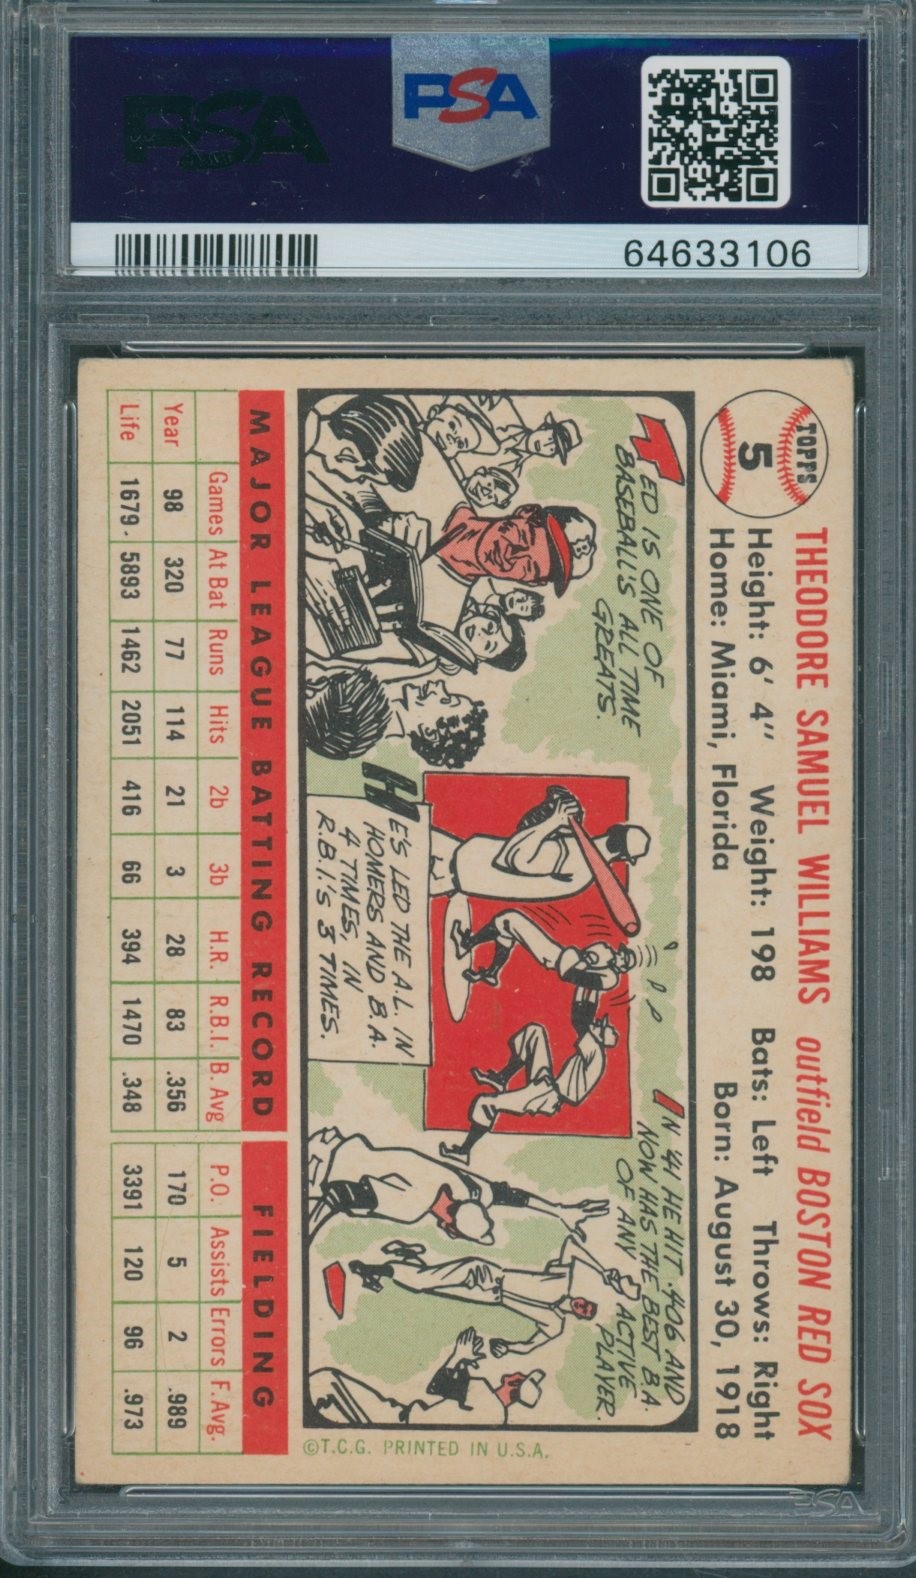 PSA
PSA
64633106
TOPPS
5
THEODORE SAMUEL WILLIAMS outfield BOSTON RED SOX
Height: 6' 4" Weight: 198 Bats: Left Throws: Right
Home: Miami, Florida Born: August 30, 1918
TED IS ONE OF
BASEBALL'S ALL TIME
GREATS.
HE'S LED THE A.L. IN
HOMERS AND B.A.
4 TIMES, IN
R.B.I.'S 3 TIMES.
IN '41 HE HIT .406 AND
NOW HAS THE BEST B.A.
OF ANY ACTIVE
PLAYER.
B
MAJOR LEAGUE BATTING RECORD FIELDING
Games At Bat Runs Hits 2b 3b H.R. R.B.I. B. Avg P.O. Assists Errors F. Avg.
Year 98 320 77 114 21 3 28 83 .356 170 5 2 .989
Life 1679 5893 1462 2051 416 66 394 1470 .348 3391 120 96 .973
©T.C.G. PRINTED IN U.S.A.
PSA